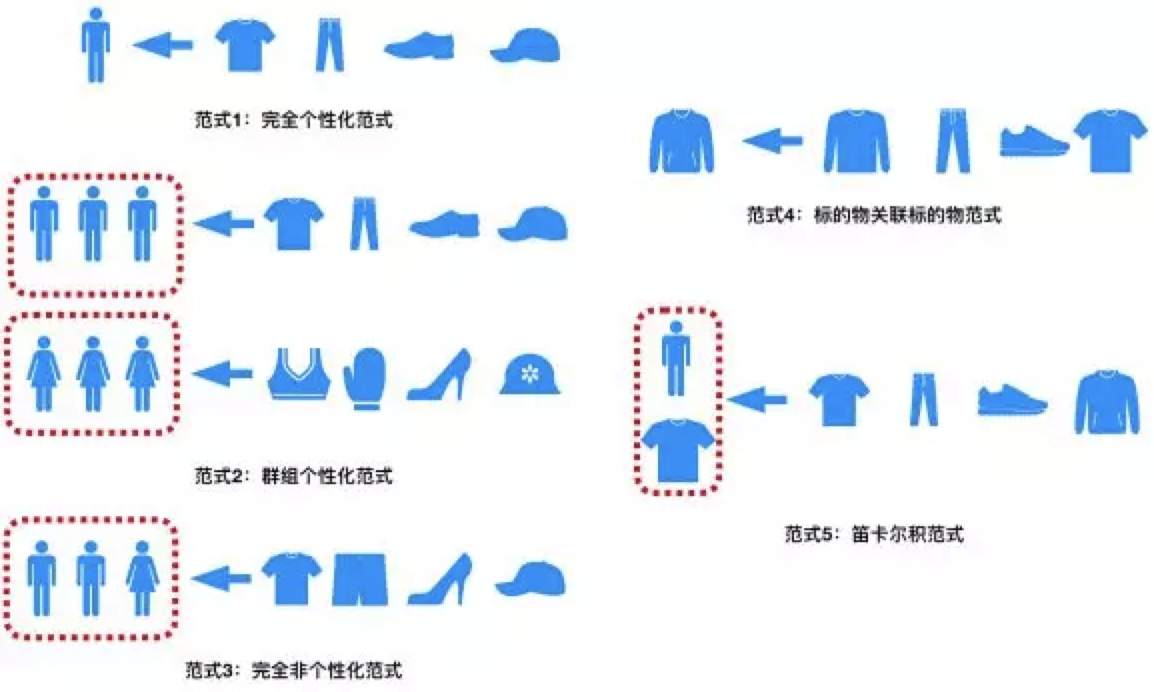 范式1：完全个性化范式
范式2：群组个性化范式
范式3：完全非个性化范式
范式4：标的物关联标的物范式
范式5：笛卡尔积范式